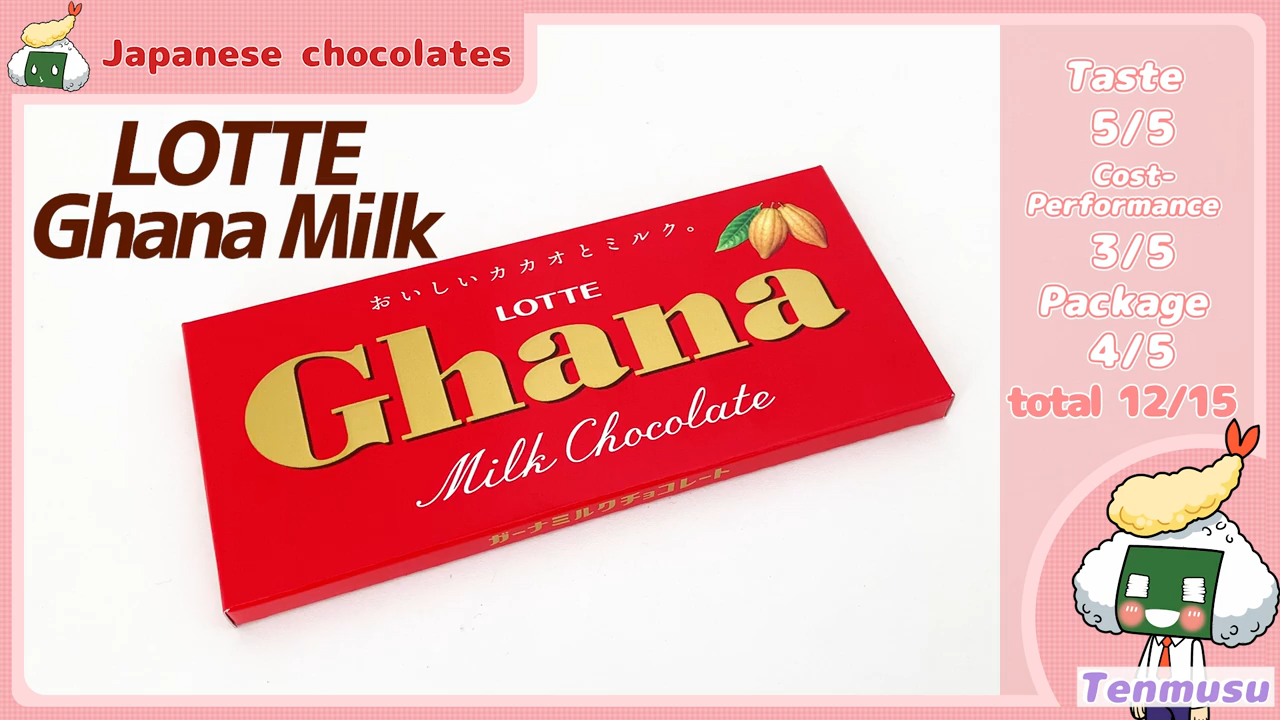 Japanese chocolates
LOTTE
Ghana Milk
おいしいカカオとミルク。
LOTTE
Ghana
Milk Chocolate
ガーナミルクチョコレート
Taste
5/5
Cost-
Performance
3/5
Package
4/5
total 12/15
Tenmusu